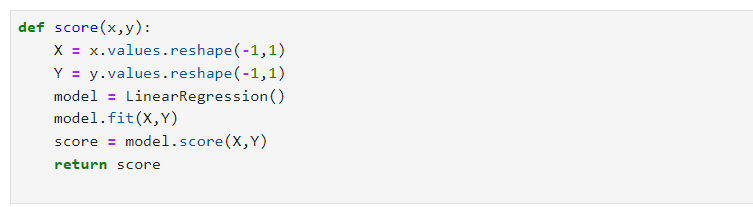 def score(x,y):
    X = x.values.reshape(-1,1)
    Y = y.values.reshape(-1,1)
    model = LinearRegression()
    model.fit(X,Y)
    score = model.score(X,Y)
    return score